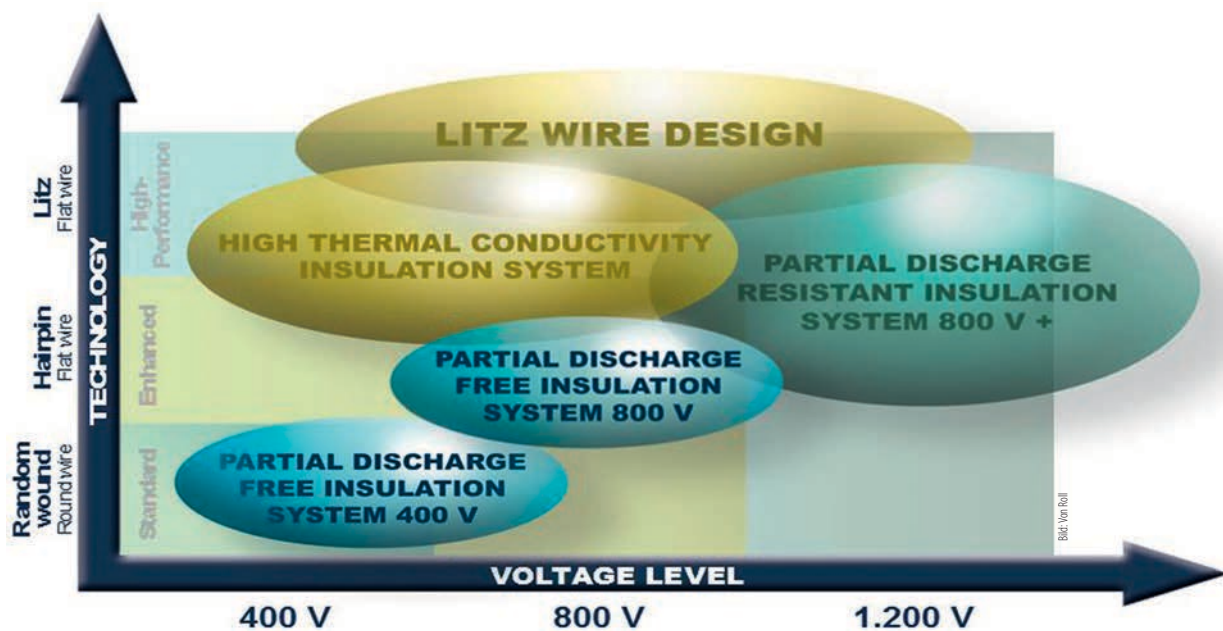 LITZ WIRE DESIGN
HIGH THERMAL CONDUCTIVITY
INSULATION SYSTEM
PARTIAL DISCHARGE
RESISTANT INSULATION
SYSTEM 800 V +
PARTIAL DISCHARGE
FREE INSULATION
SYSTEM 800 V
PARTIAL DISCHARGE
FREE INSULATION
SYSTEM 400 V
Litz
Flat wire
Hairpin
Flat wire
Random
wound
Round wire
TECHNOLOGY
High-
Performance
Enhanced
Standard
Bild: Von Roll
VOLTAGE LEVEL
400 V
800 V
1.200 V